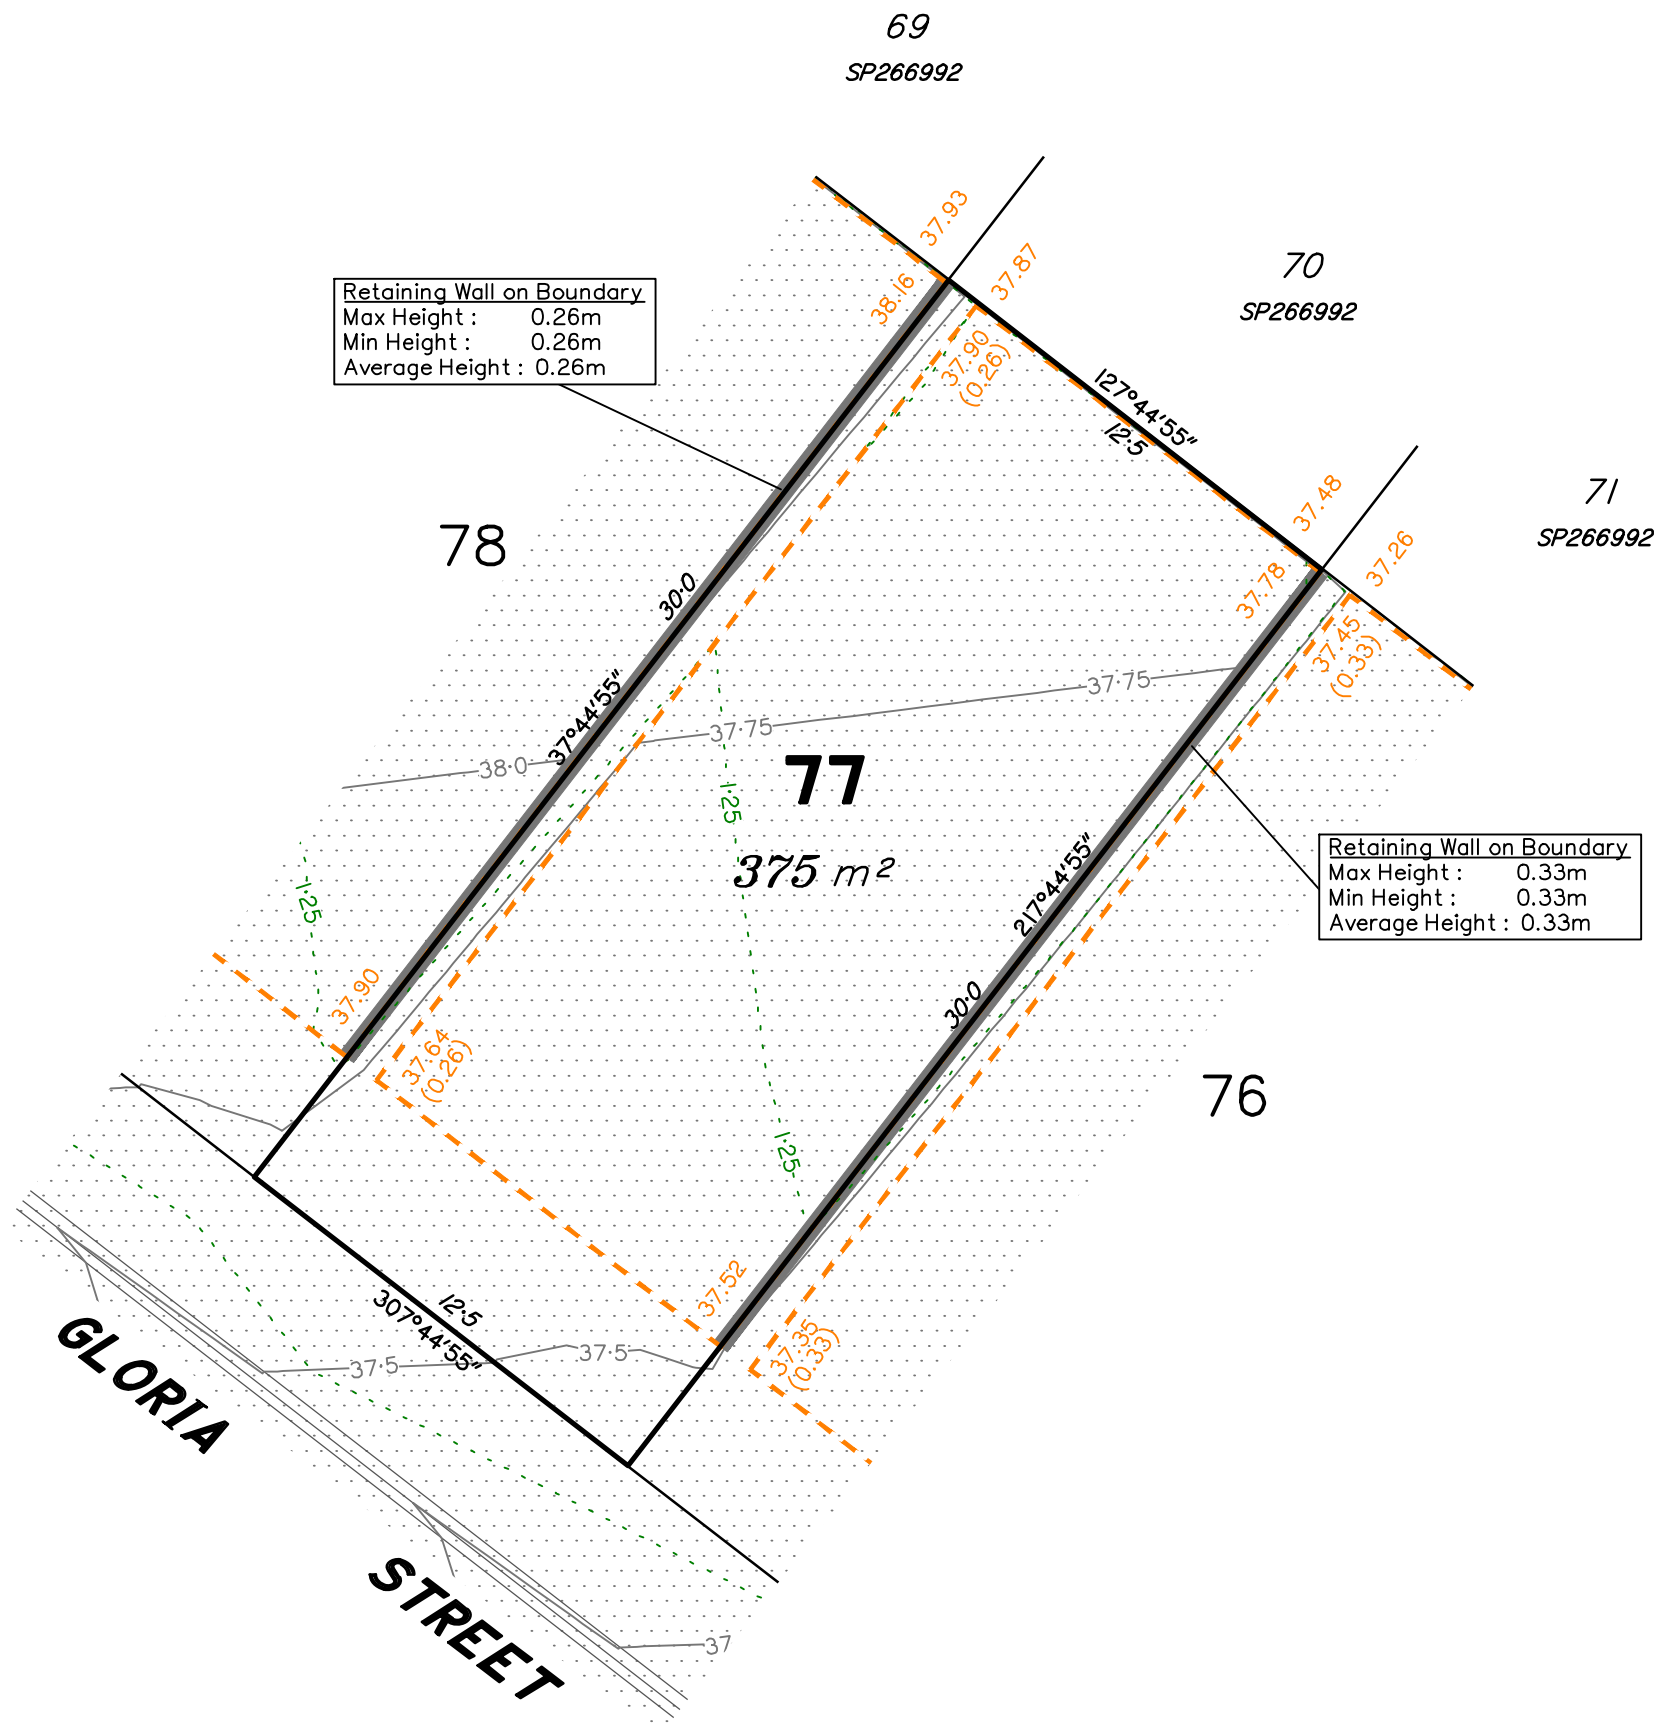 69
SP266992
37.93
37.87
38.16
70
SP266992
Retaining Wall on Boundary
Max Height : 0.26m
Min Height : 0.26m
Average Height : 0.26m
37.90
(0.26)
127°44'55"
12·5
37.48
71
SP266992
37.26
78
37.78
30·0
37.45
(0.33)
37°44'55"
37·75
37·75
38·0
77
1·25
375 m²
Retaining Wall on Boundary
Max Height : 0.33m
Min Height : 0.33m
Average Height : 0.33m
217°44'55"
1·25
37.90
30·0
37.64
(0.26)
76
1·25
37.52
12·5
307°44'55"
37·5
37·5
37.35
(0.33)
GLORIA
STREET
37